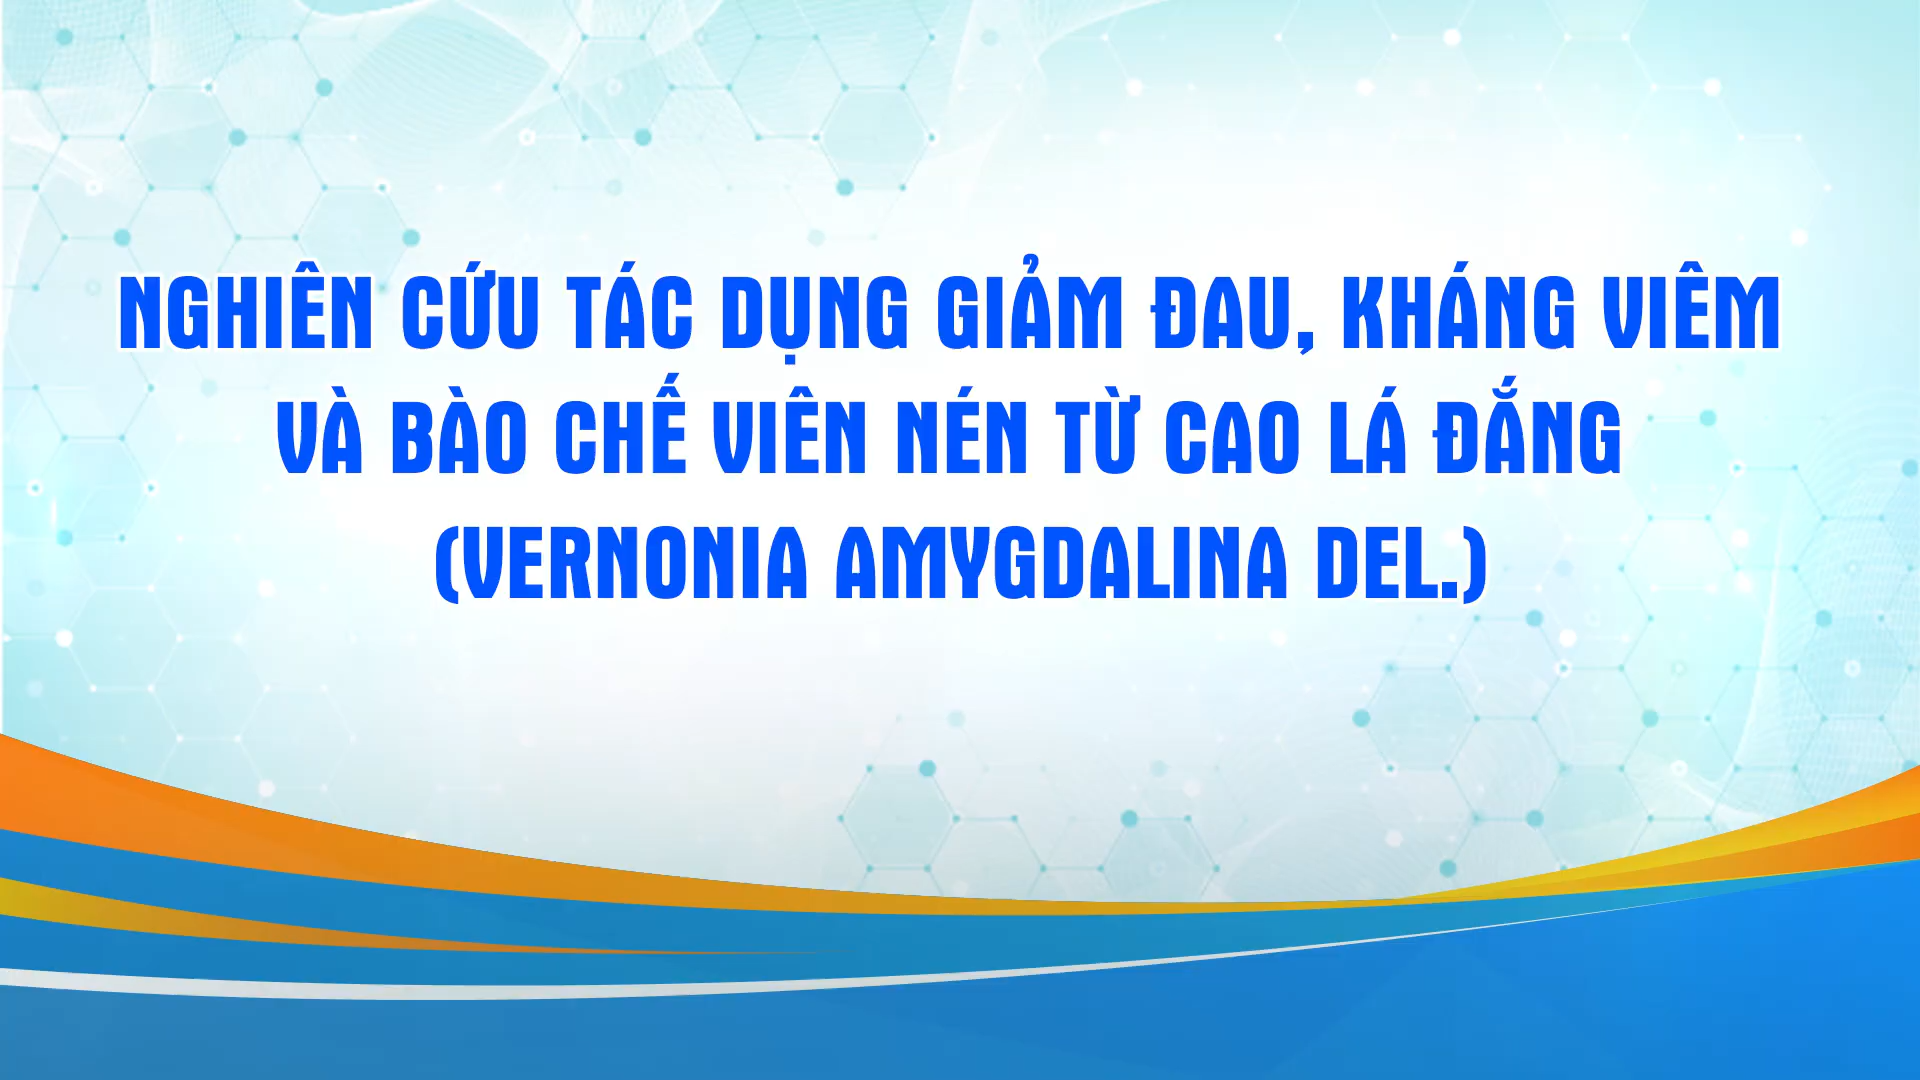 NGHIÊN CỨU TÁC DỤNG GIẢM ĐAU, KHÁNG VIÊM
VÀ BÀO CHẾ VIÊN NÉN TỪ CAO LÁ ĐẮNG
(VERNONIA AMYGDALINA DEL.)